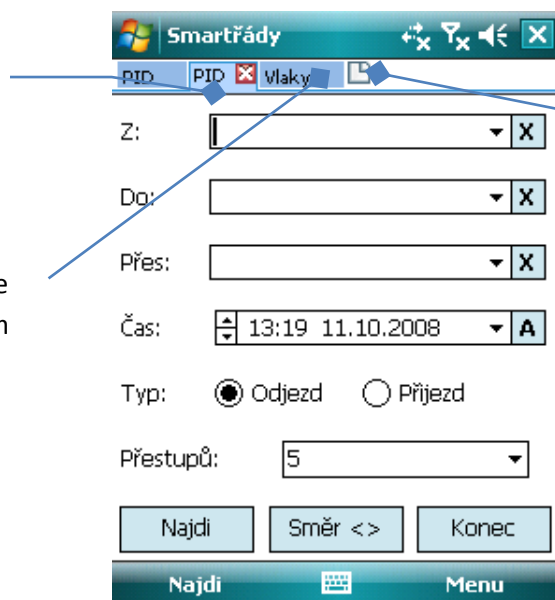 Smartřády
PID PID Vlaky
Z: X
Do: X
Přes: X
e
Čas: 13:19 11.10.2008 A
Typ: Odjezd Přijezd
Přestupů: 5
Najdi Směr <> Konec
Najdi Menu